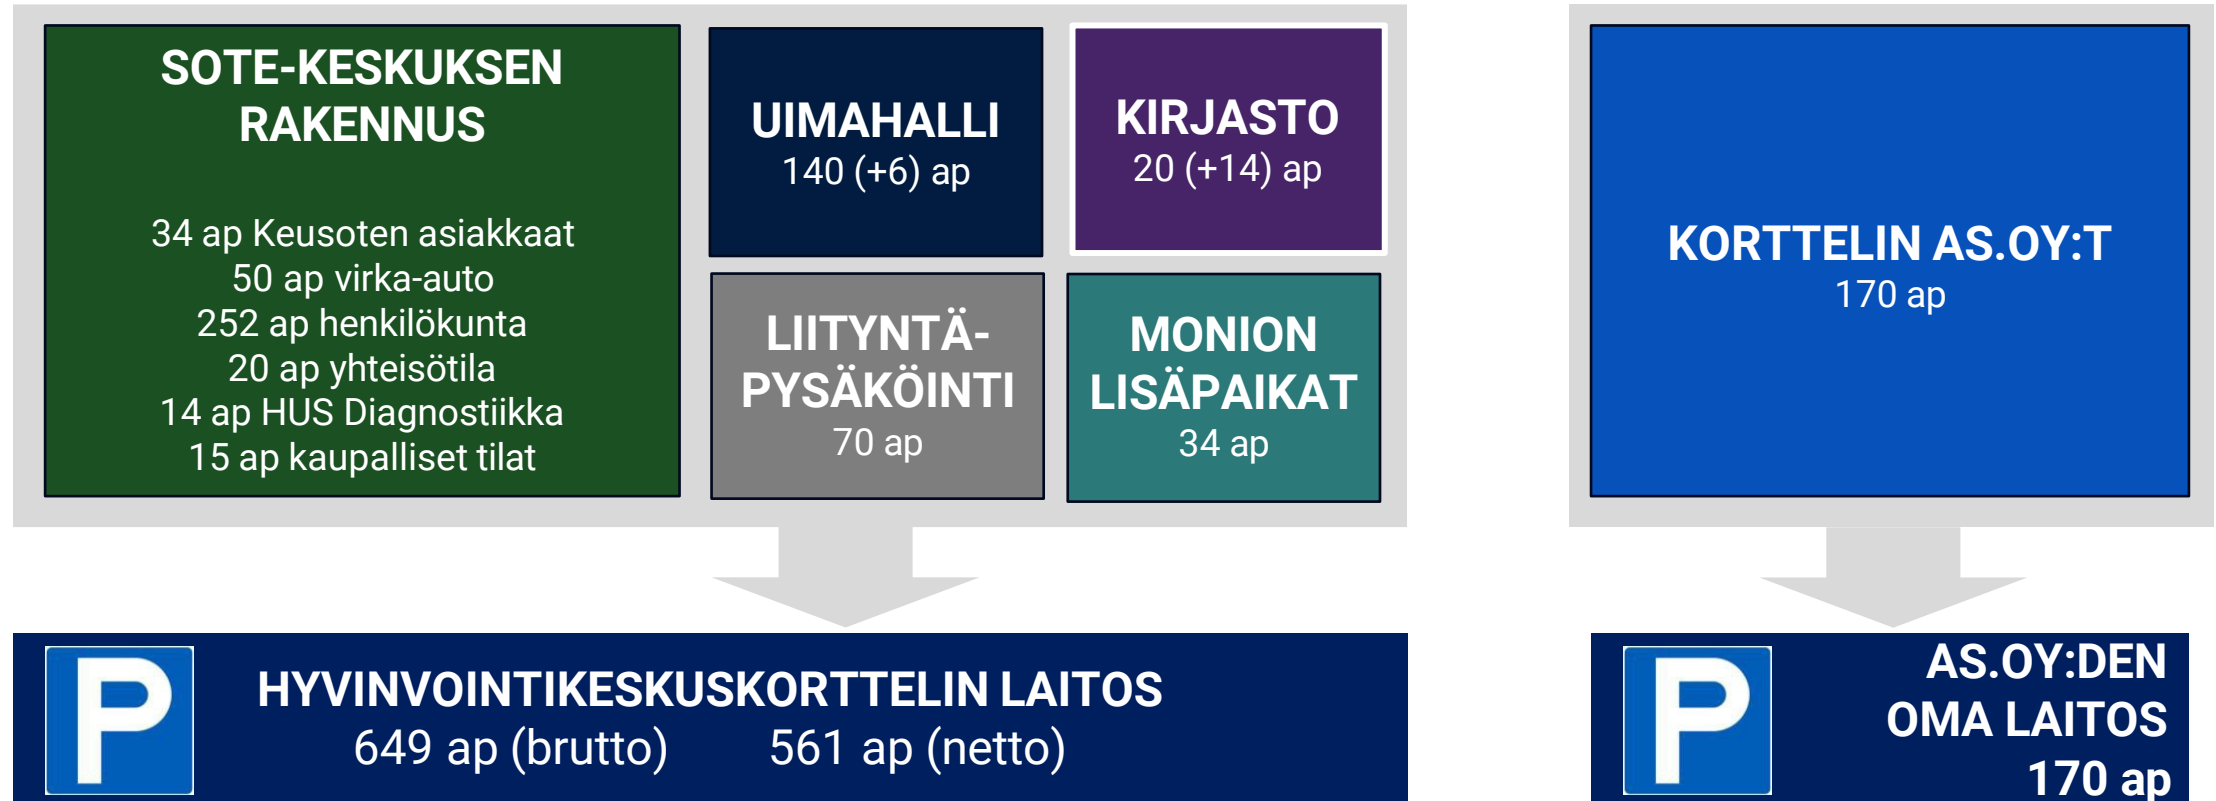 SOTE-KESKUKSEN
RAKENNUS
34 ap Keusoten asiakkaat
50 ap virka-auto
252 ap henkilökunta
20 ap yhteisötila
14 ap HUS Diagnostiikka
15 ap kaupalliset tilat
UIMAHALLI
140 (+6) ap
KIRJASTO
20 (+14) ap
LIITYNTÄ-
PYSÄKÖINTI
70 ap
MONION
LISÄPAIKAT
34 ap
KORTTELIN AS.OY:T
170 ap
P
HYVINVOINTIKESKUSKORTTELIN LAITOS
649 ap (brutto) 561 ap (netto)
P
AS.OY:DEN
OMA LAITOS
170 ap